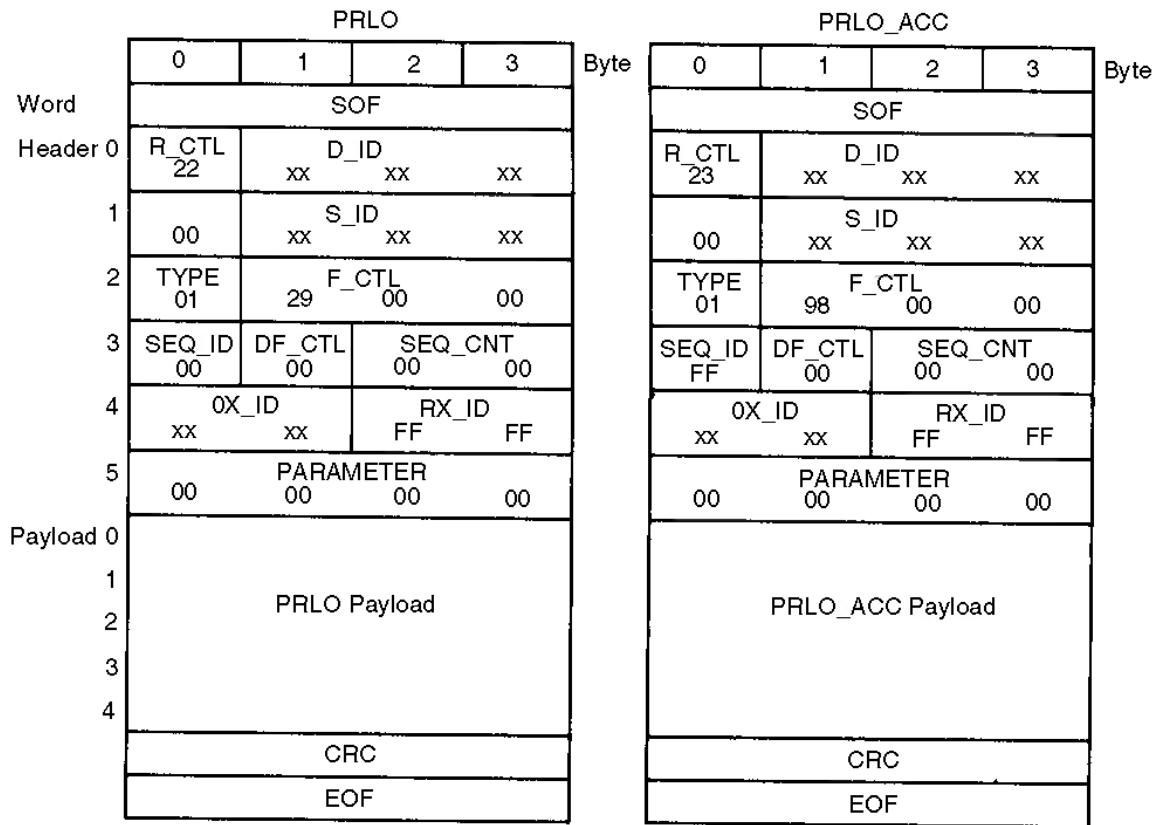 PRLO
0 1 2 3 Byte
Word SOF
Header 0 R_CTL D_ID
22 xx xx xx
1 S_ID
00 xx xx xx
2 TYPE F_CTL
01 29 00 00
3 SEQ_ID DF_CTL SEQ_CNT
00 00 00 00
4 0X_ID RX_ID
xx xx FF FF
5 PARAMETER
00 00 00 00
Payload 0
1
PRLO Payload
2
3
4
CRC
EOF
PRLO_ACC
0 1 2 3 Byte
SOF
R_CTL D_ID
23 xx xx xx
S_ID
00 xx xx xx
TYPE F_CTL
01 98 00 00
SEQ_ID DF_CTL SEQ_CNT
FF 00 00 00
0X_ID RX_ID
xx xx FF FF
PARAMETER
00 00 00 00
PRLO_ACC Payload
CRC
EOF